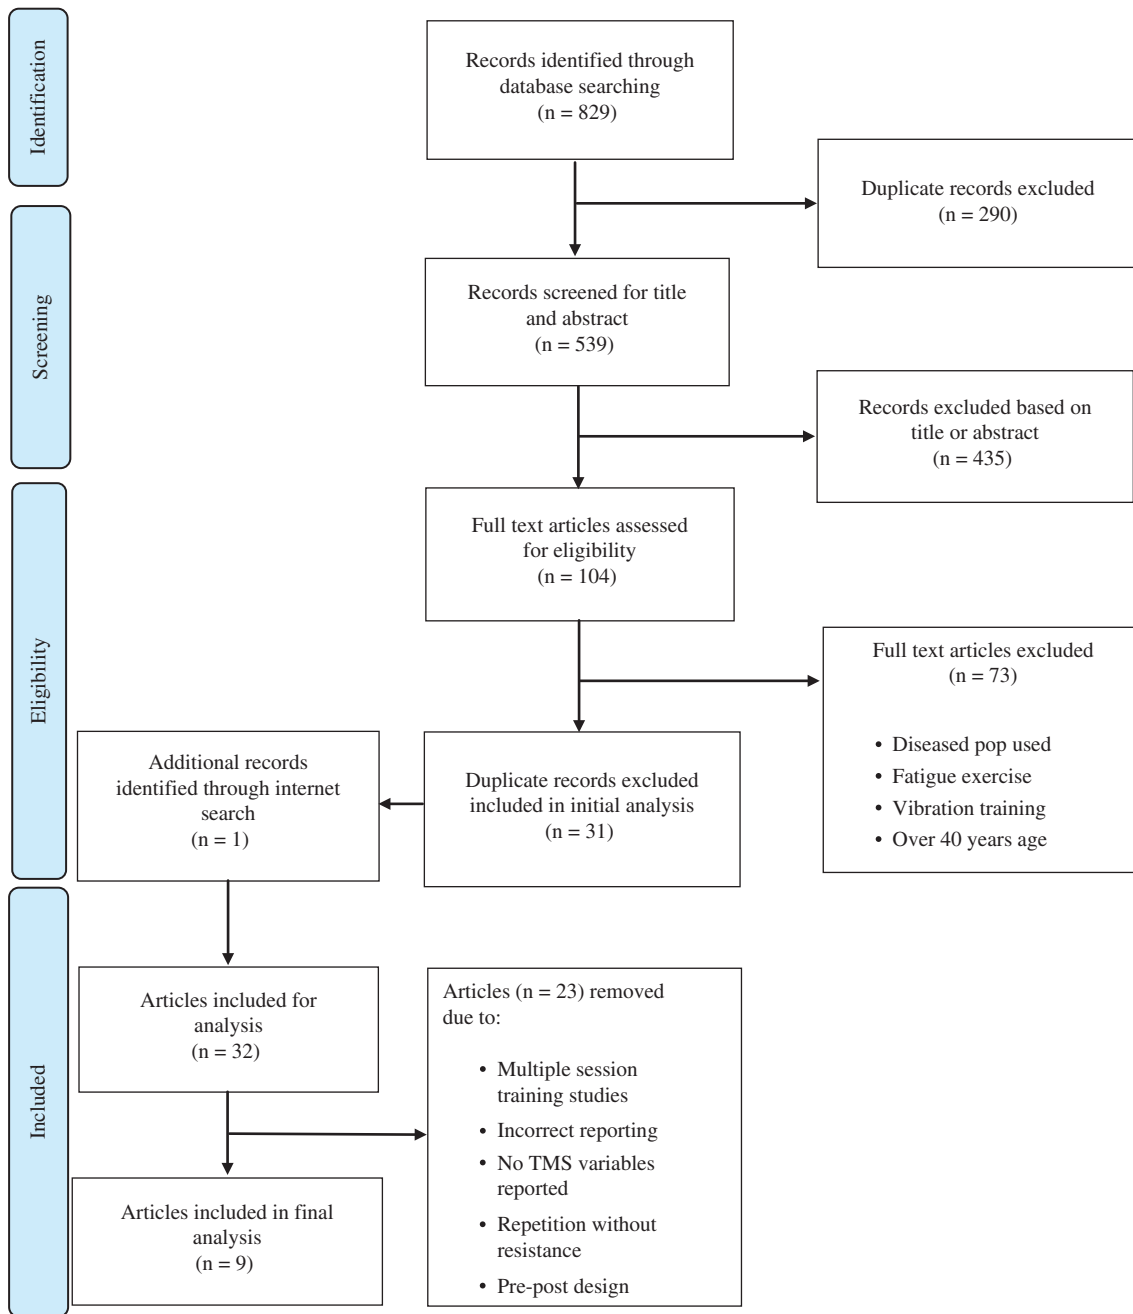 Identification
Records identified through
database searching
(n = 829)
Duplicate records excluded
(n = 290)
Screening
Records screened for title
and abstract
(n = 539)
Records excluded based on
title or abstract
(n = 435)
Eligibility
Full text articles assessed
for eligibility
(n = 104)
Full text articles excluded
(n = 73)
• Diseased pop used
• Fatigue exercise
• Vibration training
• Over 40 years age
Duplicate records excluded
included in initial analysis
(n = 31)
Additional records
identified through internet
search
(n = 1)
Included
Articles included for
analysis
(n = 32)
Articles (n = 23) removed
due to:
• Multiple session
training studies
• Incorrect reporting
• No TMS variables
reported
• Repetition without
resistance
• Pre-post design
Articles included in final
analysis
(n = 9)